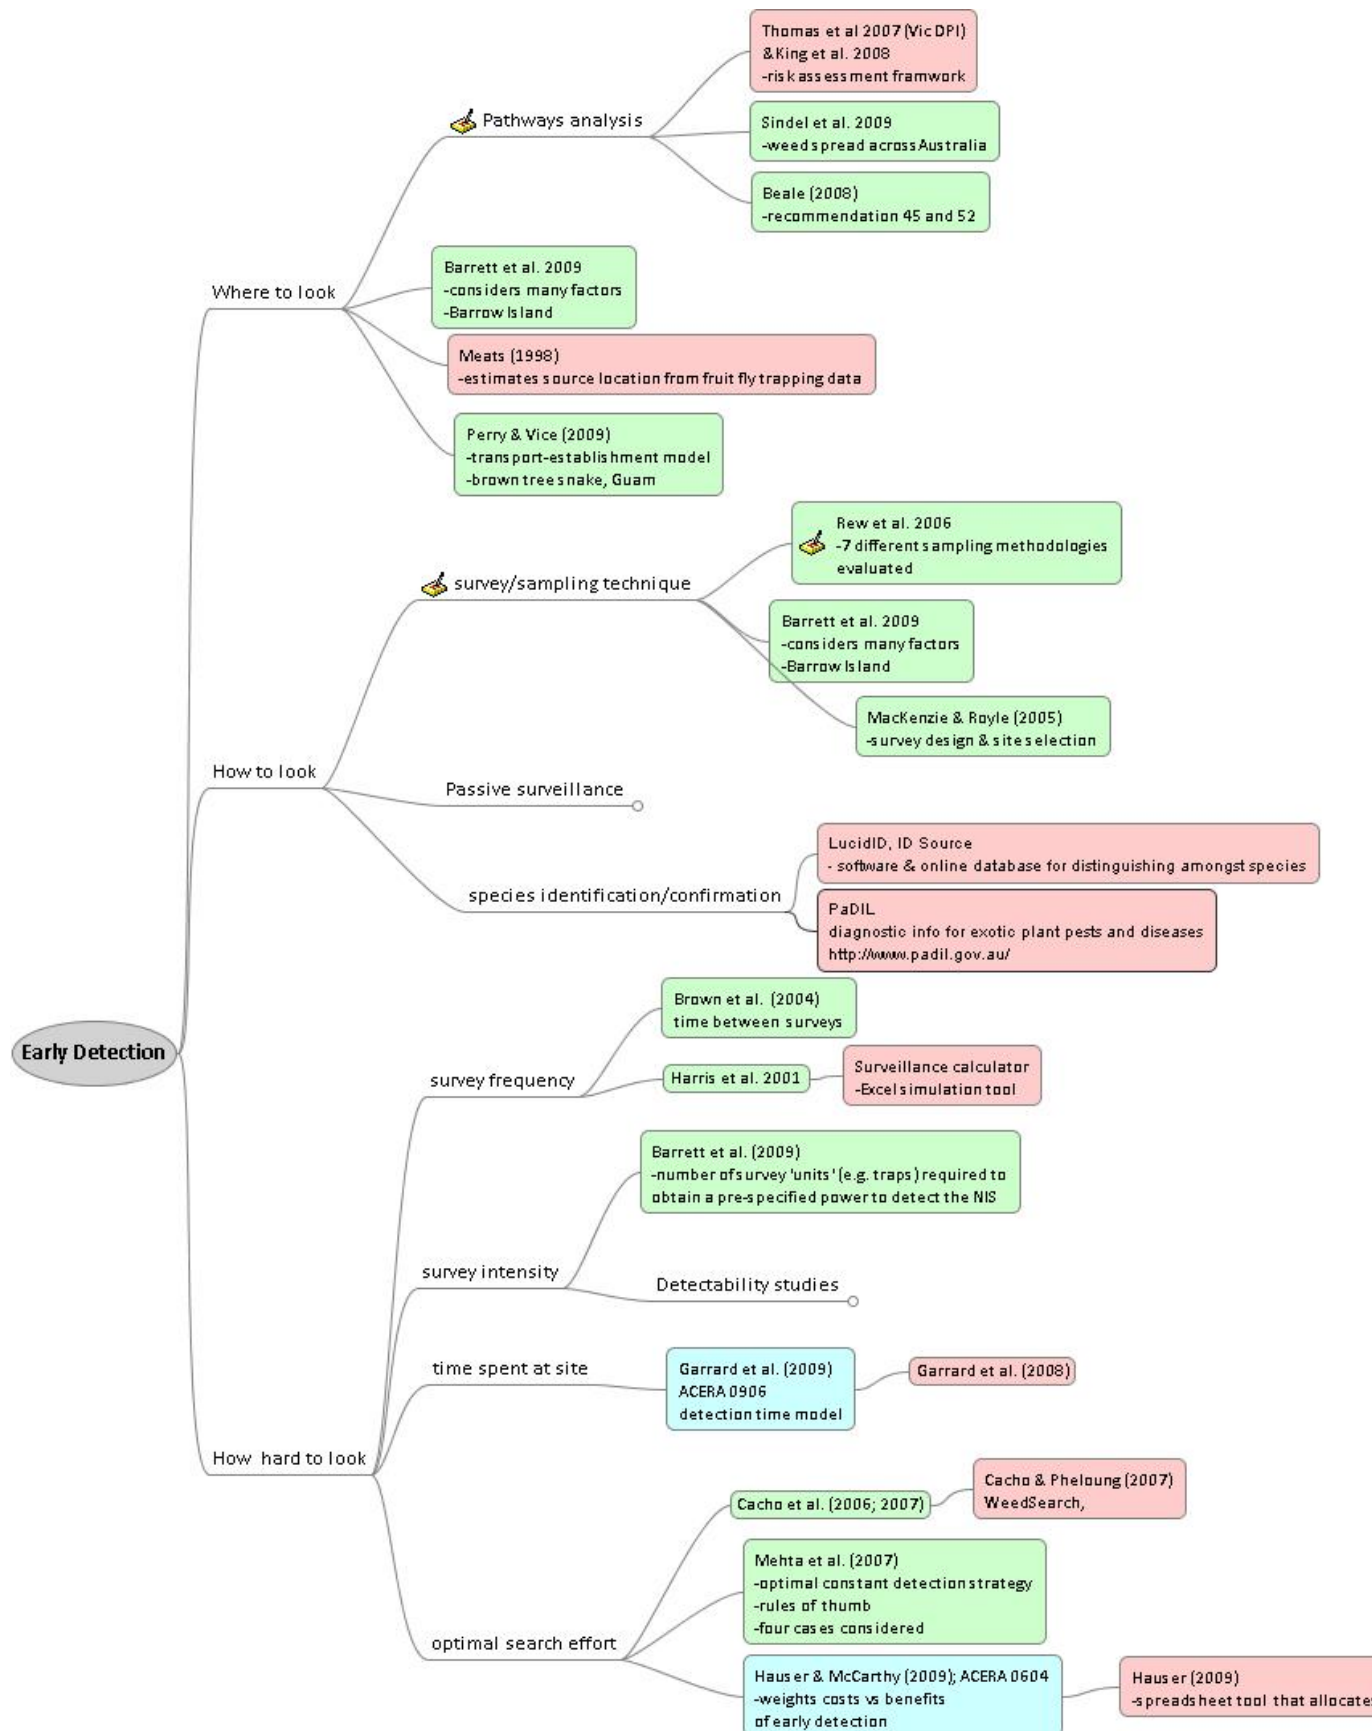 Thomas et al 2007 (Vic DPI)
& King et al. 2008
-risk assessment framwork
Pathways analysis
Sindel et al. 2009
-weed spread across Australia
Beale (2008)
-recommendation 45 and 52
Where to look
Barrett et al. 2009
-considers many factors
-Barrow Island
Meats (1998)
-estimates source location from fruit fly trapping data
Perry & Vice (2009)
-transport-establishment model
-brown tree snake, Guam
Rew et al. 2006
-7 different sampling methodologies
evaluated
survey/sampling technique
Barrett et al. 2009
-considers many factors
-Barrow Island
MacKenzie & Royle (2005)
-survey design & site selection
How to look
Passive surveillance
LucidID, ID Source
- software & online database for distinguishing amongst species
species identification/confirmation
PaDIL
diagnostic info for exotic plant pests and diseases
http://www.padil.gov.au/
Early Detection
Brown et al. (2004)
time between surveys
survey frequency
Harris et al. 2001
Surveillance calculator
-Excel simulation tool
Barrett et al. (2009)
-number of survey 'units' (e.g. traps) required to
obtain a pre-specified power to detect the NIS
survey intensity
Detectability studies
time spent at site
Garrard et al. (2009)
ACERA 0906
detection time model
Garrard et al. (2008)
How hard to look
Cacho et al. (2006; 2007)
Cacho & Pheloung (2007)
WeedSearch,
Mehta et al. (2007)
-optimal constant detection strategy
-rules of thumb
-four cases considered
optimal search effort
Hauser & McCarthy (2009); ACERA 0604
-weights costs vs benefits
of early detection
Hauser (2009)
-spreadsheet tool that allocates